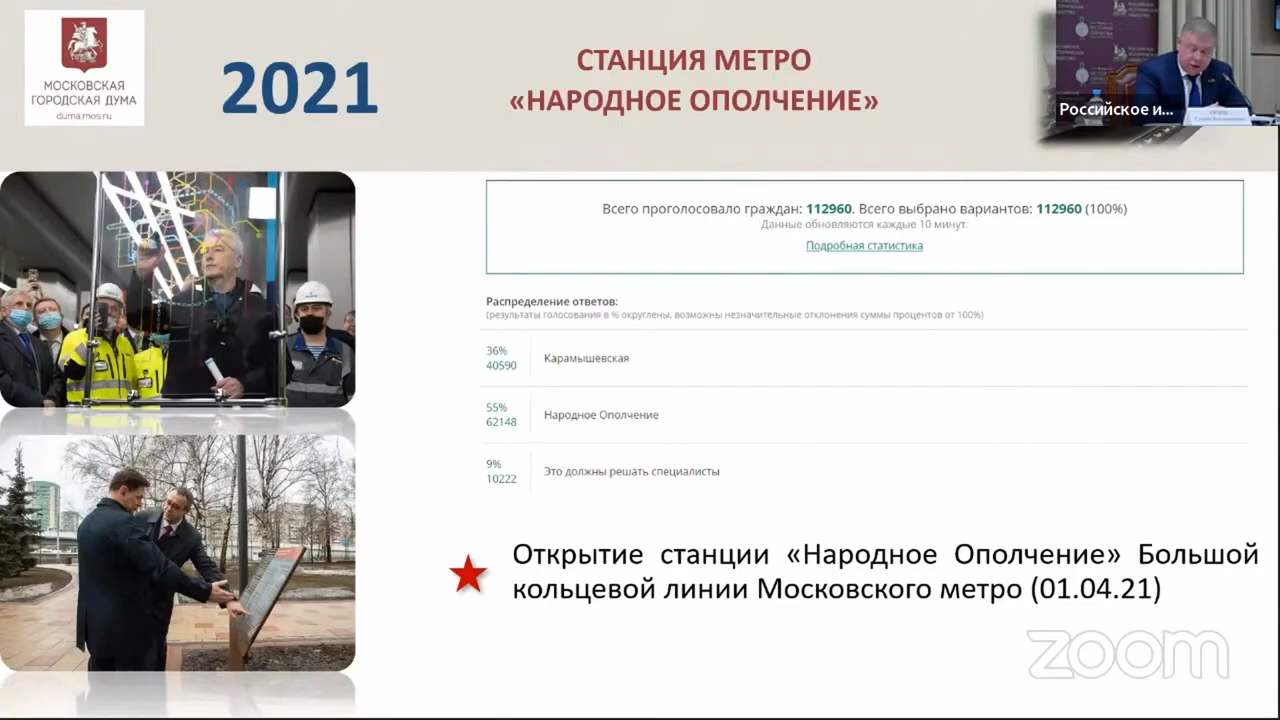 МОСКОВСКАЯ
ГОРОДСКАЯ ДУМА
duma.mos.ru
2021
СТАНЦИЯ МЕТРО
«НАРОДНОЕ ОПОЛЧЕНИЕ»
Российское и...
Всего проголосовало граждан: 112960. Всего выбрано вариантов: 112960 (100%)
Данные обновляются каждые 10 минут.
Подробная статистика
Распределение ответов:
(результаты голосования в % округлены, возможны незначительные отклонения суммы процентов от 100%)
36%
40590
Карамышевская
55%
62148
Народное Ополчение
9%
10222
Это должны решать специалисты
Открытие станции «Народное Ополчение» Большой
кольцевой линии Московского метро (01.04.21)
zoom